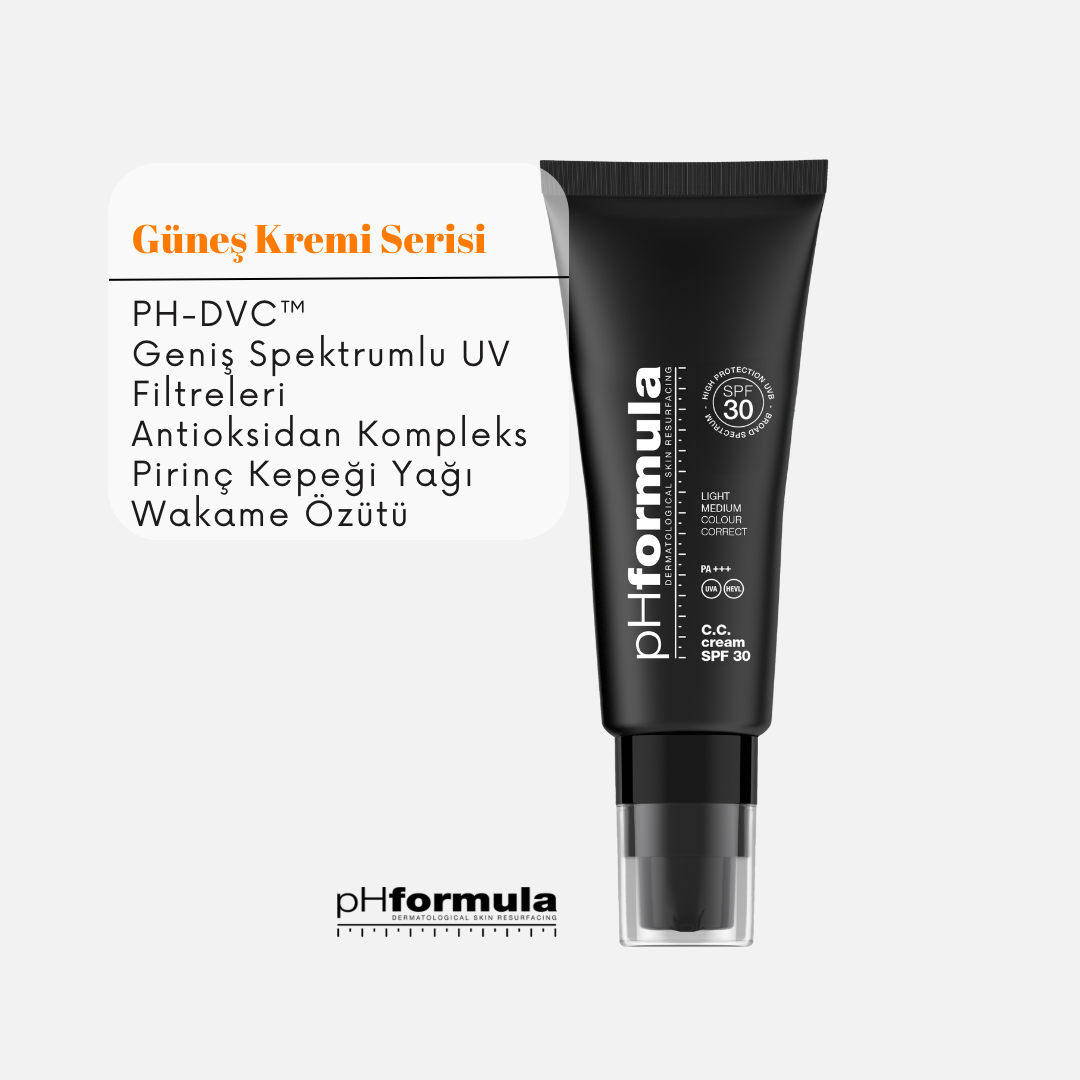 Güneş Kremi Serisi
PH-DVC™
Geniş Spektrumlu UV
Filtreleri
Antioksidan Kompleks
Pirinç Kepeği Yağı
Wakame Özütü
pHformula
DERMATOLOGICAL SKIN RESURFACING
HIGH PROTECTION UVB - BROAD SPECTRUM -
SPF
30
LIGHT
MEDIUM
COLOUR
CORRECT
PA+++
UVA HEVL
C.C.
cream
SPF 30
pHformula
DERMATOLOGICAL SKIN RESURFACING